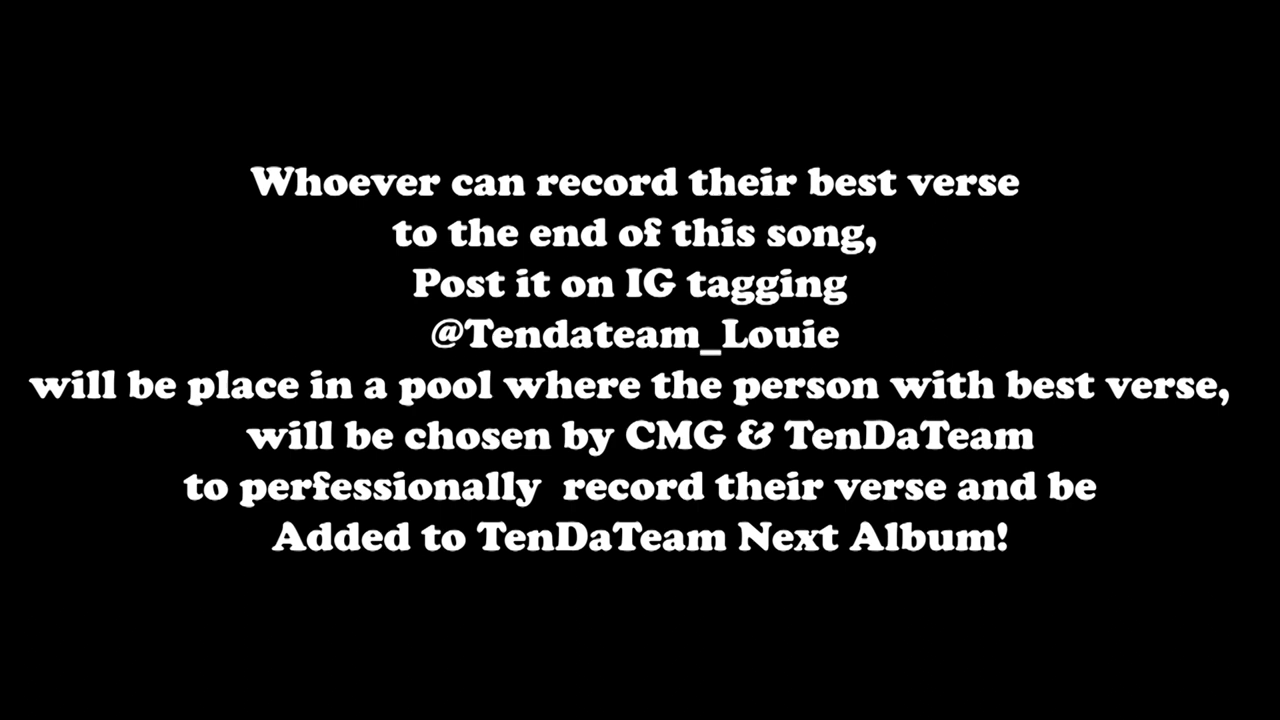 Whoever can record their best verse
to the end of this song,
Post it on IG tagging
@Tendateam_Louie
will be place in a pool where the person with best verse,
will be chosen by CMG & TenDaTeam
to perfessionally  record their verse and be
Added to TenDaTeam Next Album!